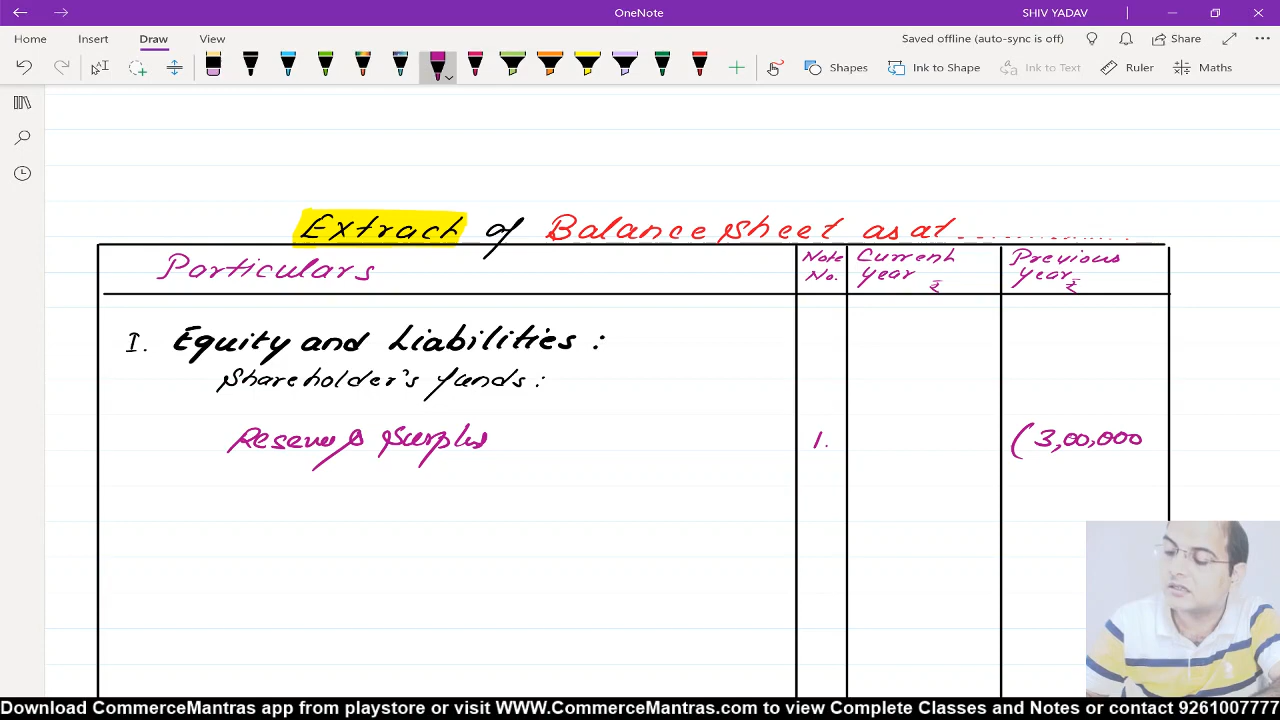 OneNote
SHIV YADAV
Home Insert Draw View
Saved offline (auto-sync is off)
Share
Shapes
Ink to Shape
Ink to Text
Ruler
Maths
Extract of Balance Sheet as at ............
Particulars
Note No.
Current year ₹
Previous year ₹
I. Equity and Liabilities :
Shareholder's funds :
Reserve & Surplus 1. (3,00,000
Download CommerceMantras app from playstore or visit WWW.CommerceMantras.com to view Complete Classes and Notes or contact 9261007777